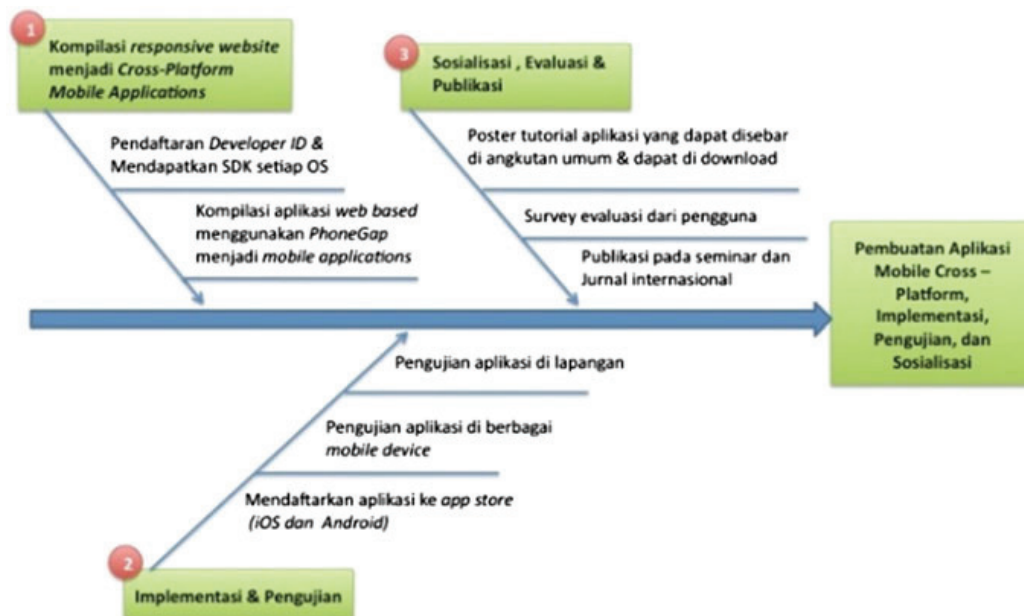 1
Kompilasi responsive website
menjadi Cross-Platform
Mobile Applications
Pendaftaran Developer ID &
Mendapatkan SDK setiap OS
Kompilasi aplikasi web based
menggunakan PhoneGap
menjadi mobile applications
3
Sosialisasi , Evaluasi &
Publikasi
Poster tutorial aplikasi yang dapat disebar
di angkutan umum & dapat di download
Survey evaluasi dari pengguna
Publikasi pada seminar dan
Jurnal internasional
Pembuatan Aplikasi
Mobile Cross –
Platform,
Implementasi,
Pengujian, dan
Sosialisasi
Pengujian aplikasi di lapangan
Pengujian aplikasi di berbagai
mobile device
Mendaftarkan aplikasi ke app store
(iOS dan Android)
2
Implementasi & Pengujian